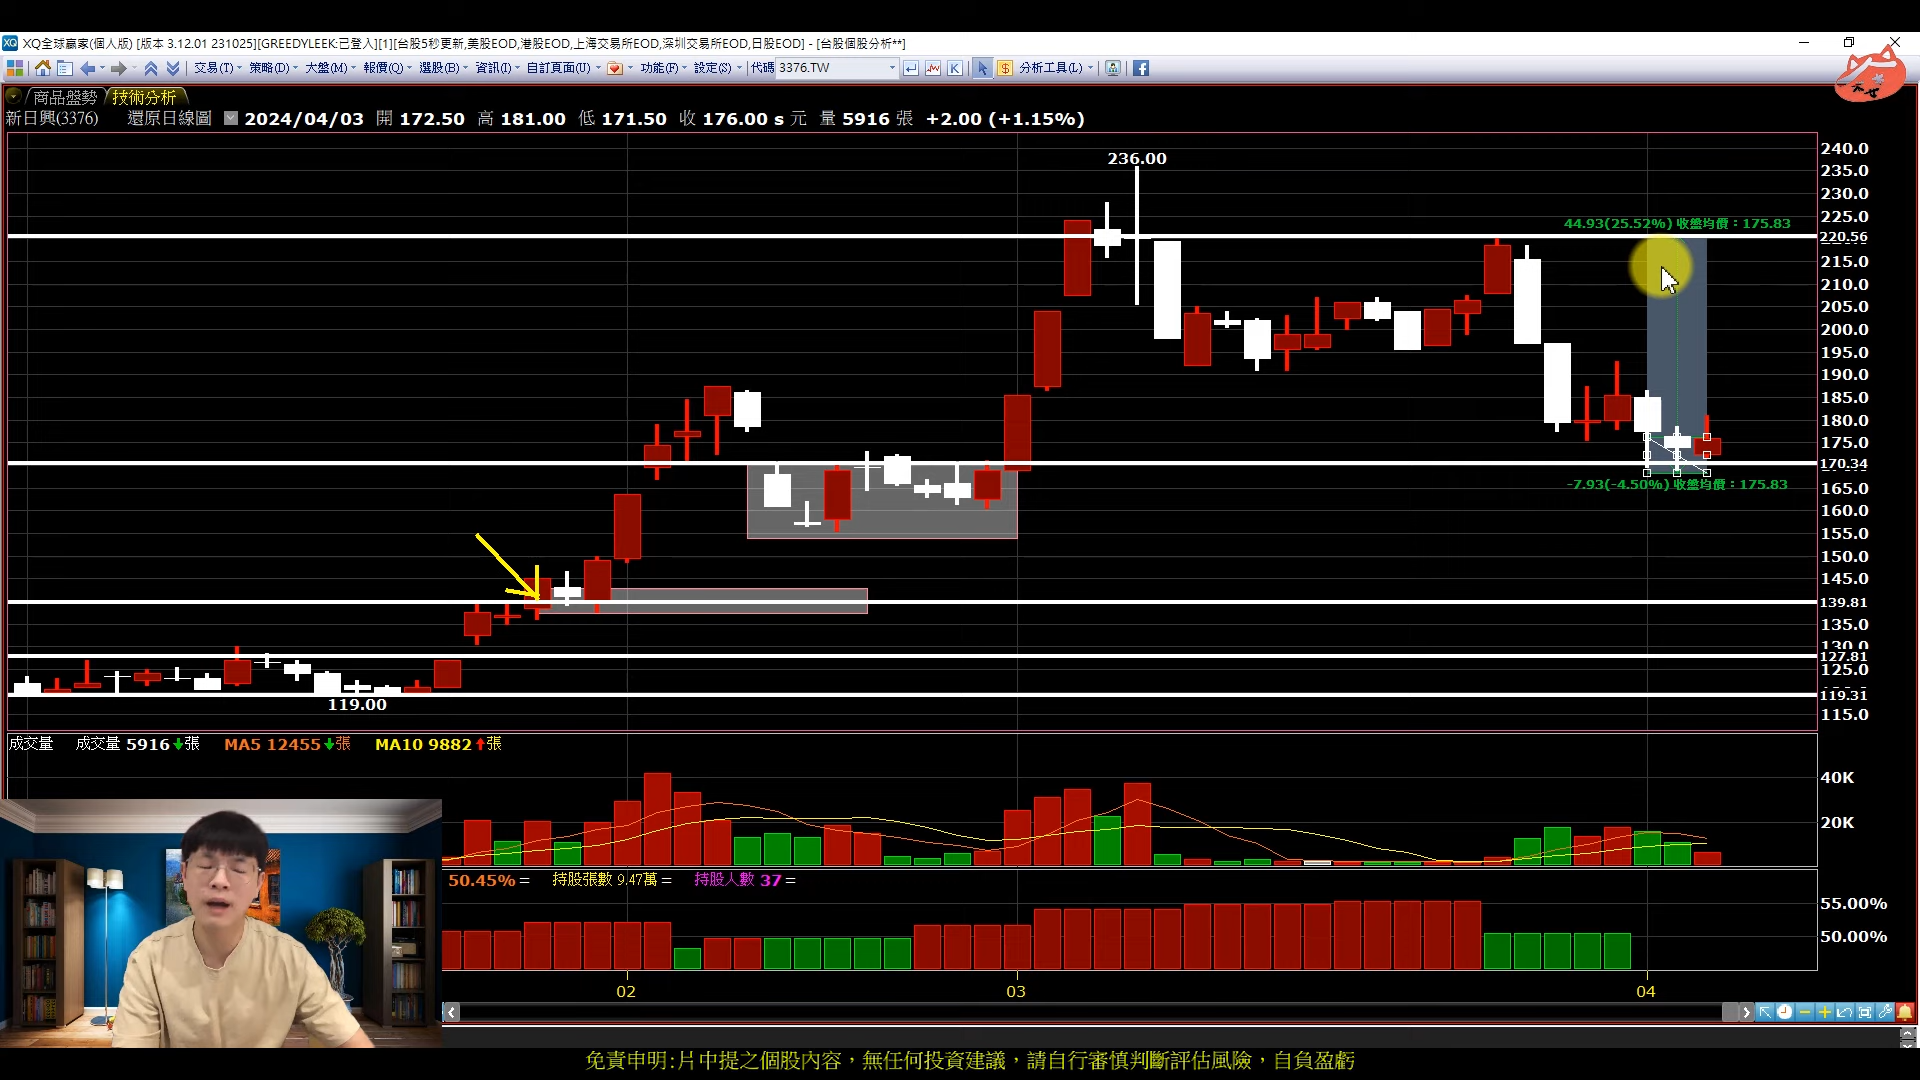 XQ全球贏家(個人版) [版本 3.12.01 231025][GREEDYLEEK:已登入][1][台股5秒更新,美股EOD,港股EOD,上海交易所EOD,深圳交易所EOD,日股EOD] - [台股個股分析**]
交易(T) 策略(D) 大盤(M) 報價(Q) 選股(B) 資訊(I) 自訂頁面(U) 功能(F) 設定(S) 代碼 3376.TW K $ 分析工具(L)
商品盤勢 技術分析
新日興(3376) 還原日線圖 2024/04/03 開 172.50 高 181.00 低 171.50 收 176.00 s 元 量 5916 張 +2.00 (+1.15%)
240.0
236.00
235.0
230.0
225.0
44.93(25.52%) 收盤均價：175.83
220.56
215.0
210.0
205.0
200.0
195.0
190.0
185.0
180.0
175.0
170.34
-7.93(-4.50%) 收盤均價：175.83
165.0
160.0
155.0
150.0
145.0
139.81
135.0
130.0
127.81
125.0
119.31
119.00
115.0
成交量 成交量 5916 張 MA5 12455 張 MA10 9882 張
40K
20K
50.45% = 持股張數 9.47萬 = 持股人數 37 =
55.00%
50.00%
02 03 04
免責申明:片中提之個股內容，無任何投資建議，請自行審慎判斷評估風險，自負盈虧